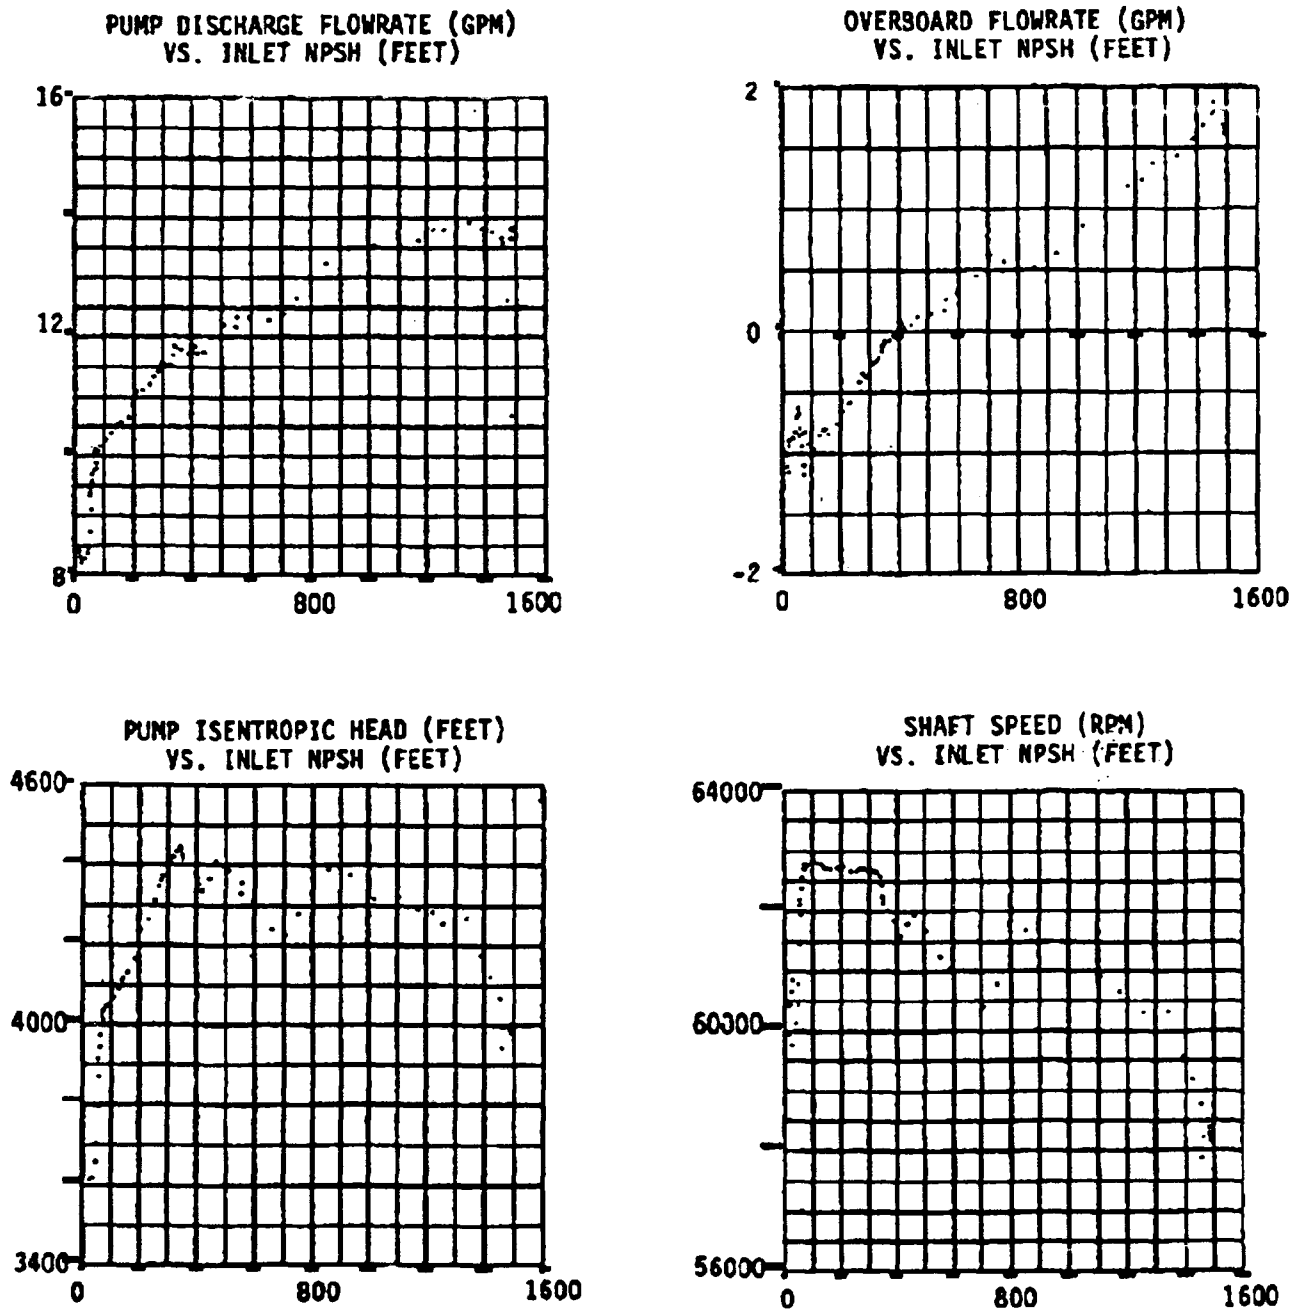 PUMP DISCHARGE FLOWRATE (GPM)
VS. INLET NPSH (FEET)
16
12
8
0 800 1600
OVERBOARD FLOWRATE (GPM)
VS. INLET NPSH (FEET)
2
0
-2
0 800 1600
PUMP ISENTROPIC HEAD (FEET)
VS. INLET NPSH (FEET)
4600
4000
3400
0 800 1600
SHAFT SPEED (RPM)
VS. INLET NPSH (FEET)
64000
60000
56000
0 800 1600